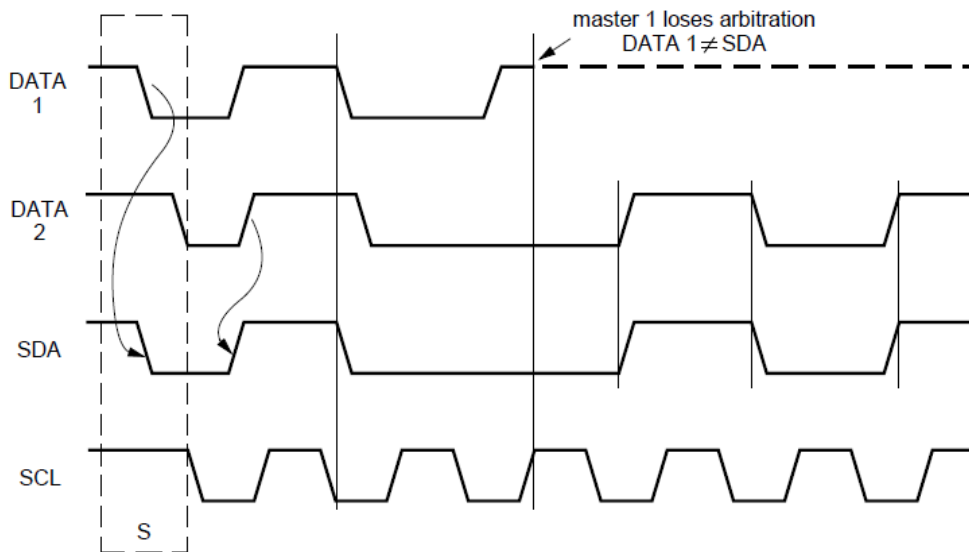 master 1 loses arbitration
DATA 1 ≠ SDA
DATA
1
DATA
2
SDA
SCL
S